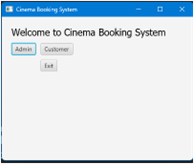 Cinema Booking System
Welcome to Cinema Booking System
Admin Customer
Exit